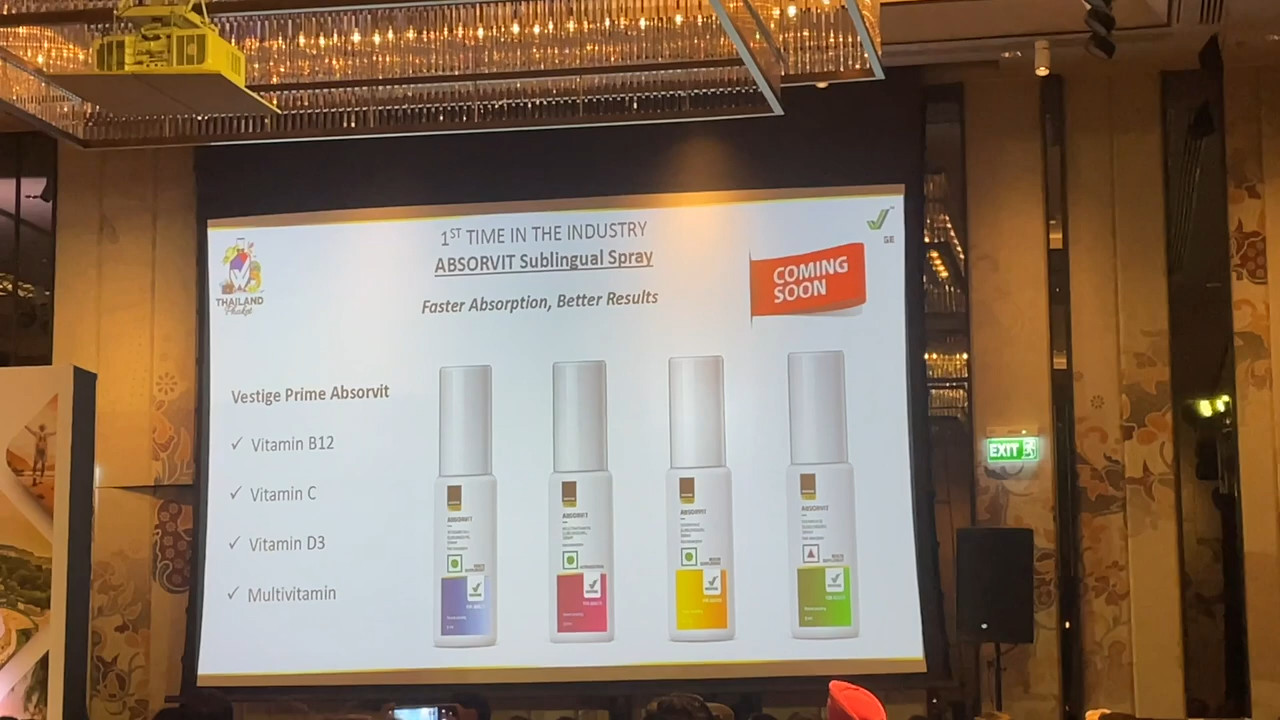 1ST TIME IN THE INDUSTRY
ABSORVIT Sublingual Spray
Faster Absorption, Better Results
COMING
SOON
THAILAND
Phuket
Vestige Prime Absorvit
✓ Vitamin B12
✓ Vitamin C
✓ Vitamin D3
✓ Multivitamin
ABSORVIT
ABSORVIT
ABSORVIT
ABSORVIT
EXIT